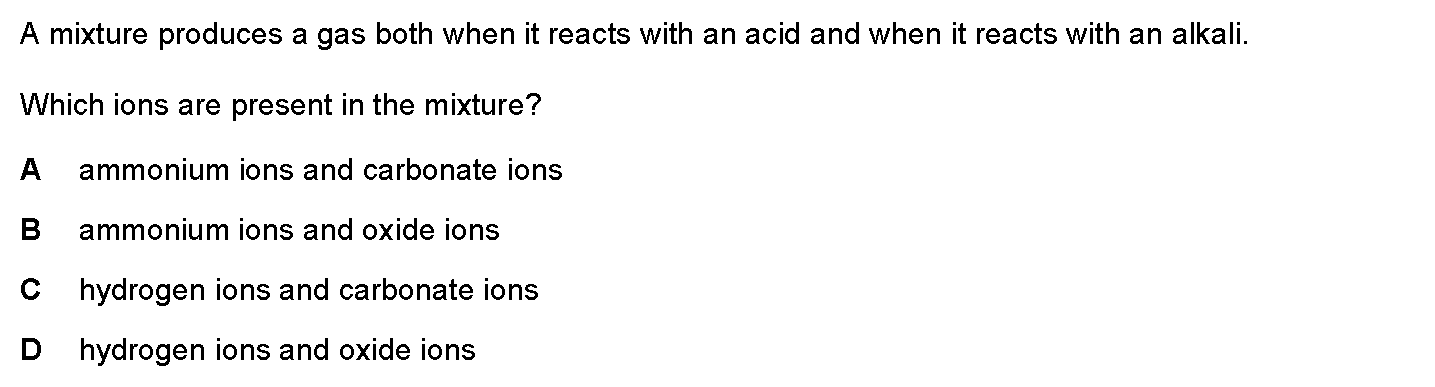 A mixture produces a gas both when it reacts with an acid and when it reacts with an alkali.
Which ions are present in the mixture?
A ammonium ions and carbonate ions
B ammonium ions and oxide ions
C hydrogen ions and carbonate ions
D hydrogen ions and oxide ions